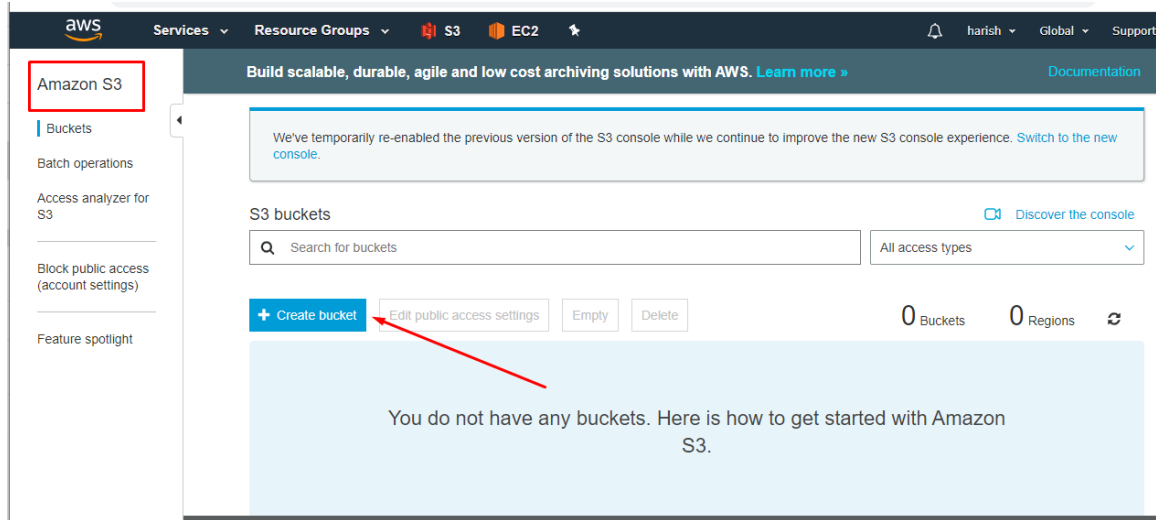 aws Services Resource Groups S3 EC2 harish Global Support
Amazon S3
Buckets
Batch operations
Access analyzer for
S3
Block public access
(account settings)
Feature spotlight
Build scalable, durable, agile and low cost archiving solutions with AWS. Learn more » Documentation
We've temporarily re-enabled the previous version of the S3 console while we continue to improve the new S3 console experience. Switch to the new
console.
S3 buckets Discover the console
Search for buckets All access types
+ Create bucket Edit public access settings Empty Delete 0 Buckets 0 Regions
You do not have any buckets. Here is how to get started with Amazon
S3.